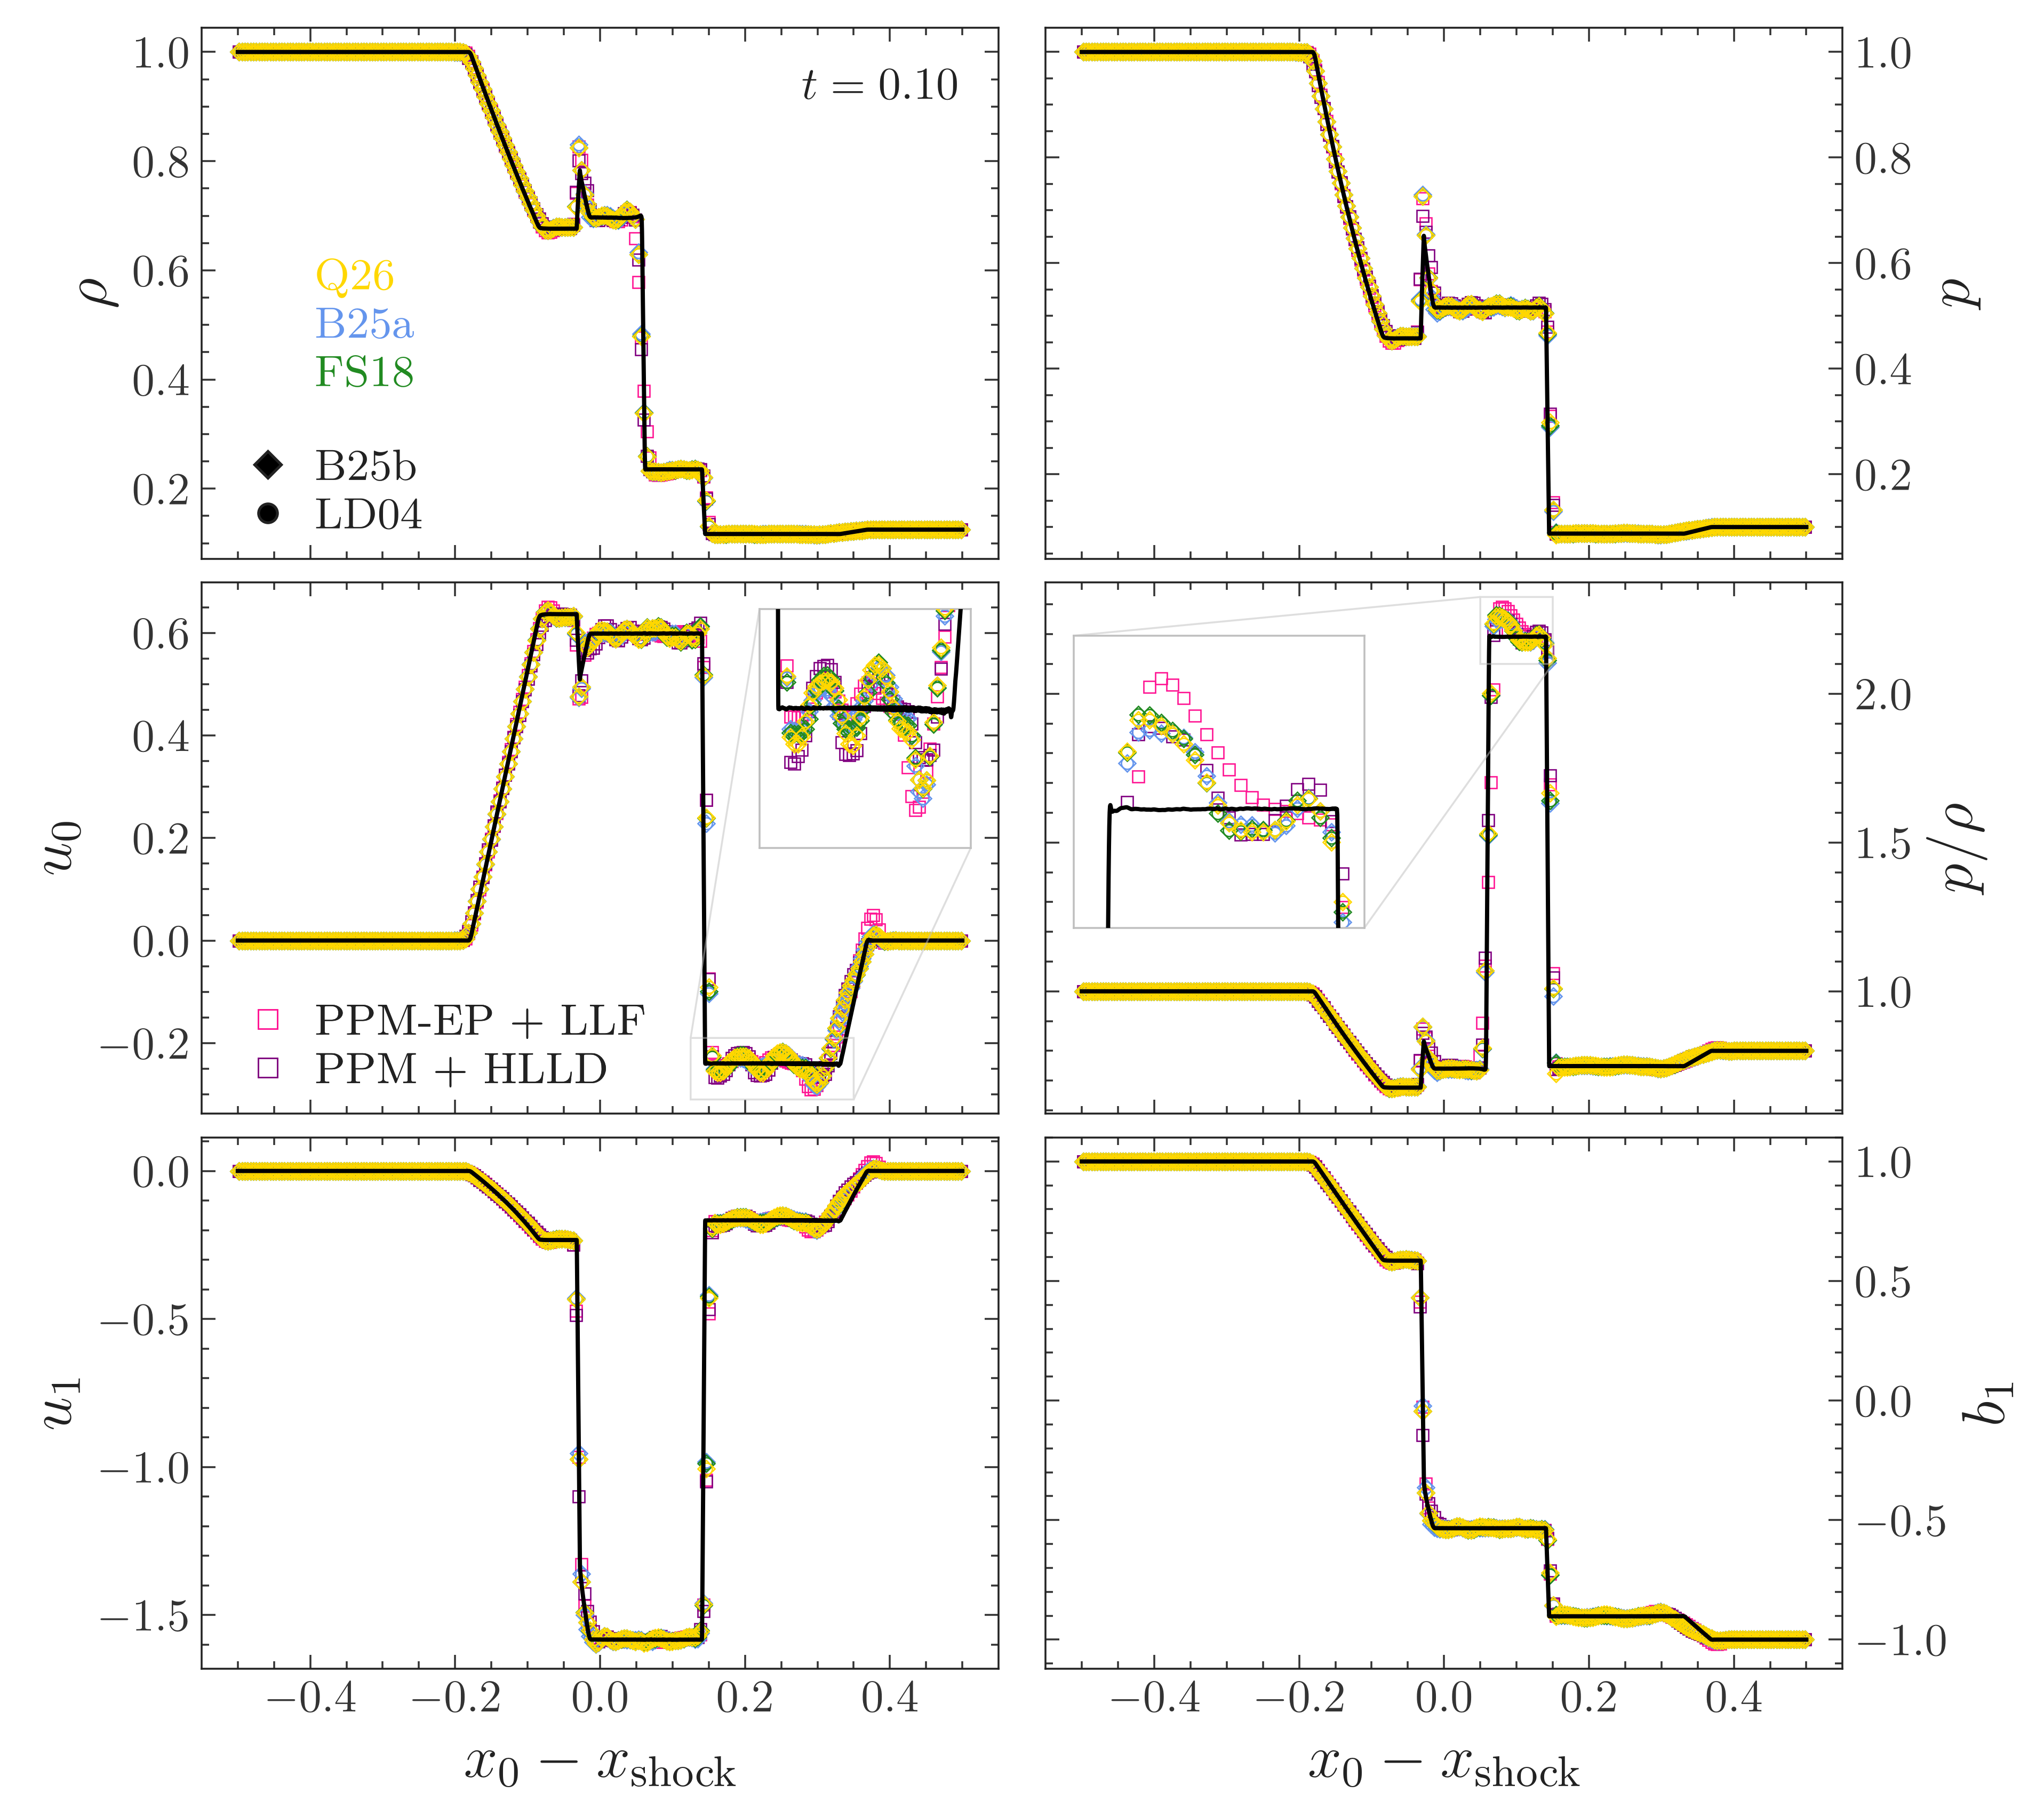 1.0
0.8
0.6
0.4
0.2
ρ
t = 0.10
Q26
B25a
FS18
B25b
LD04
1.0
0.8
0.6
0.4
0.2
p
0.6
0.4
0.2
0.0
−0.2
u₀
PPM-EP + LLF
PPM + HLLD
2.0
1.5
1.0
p/ρ
0.0
−0.5
−1.0
−1.5
u₁
−0.4 −0.2 0.0 0.2 0.4
x₀ − x_shock
1.0
0.5
0.0
−0.5
−1.0
b₁
−0.4 −0.2 0.0 0.2 0.4
x₀ − x_shock